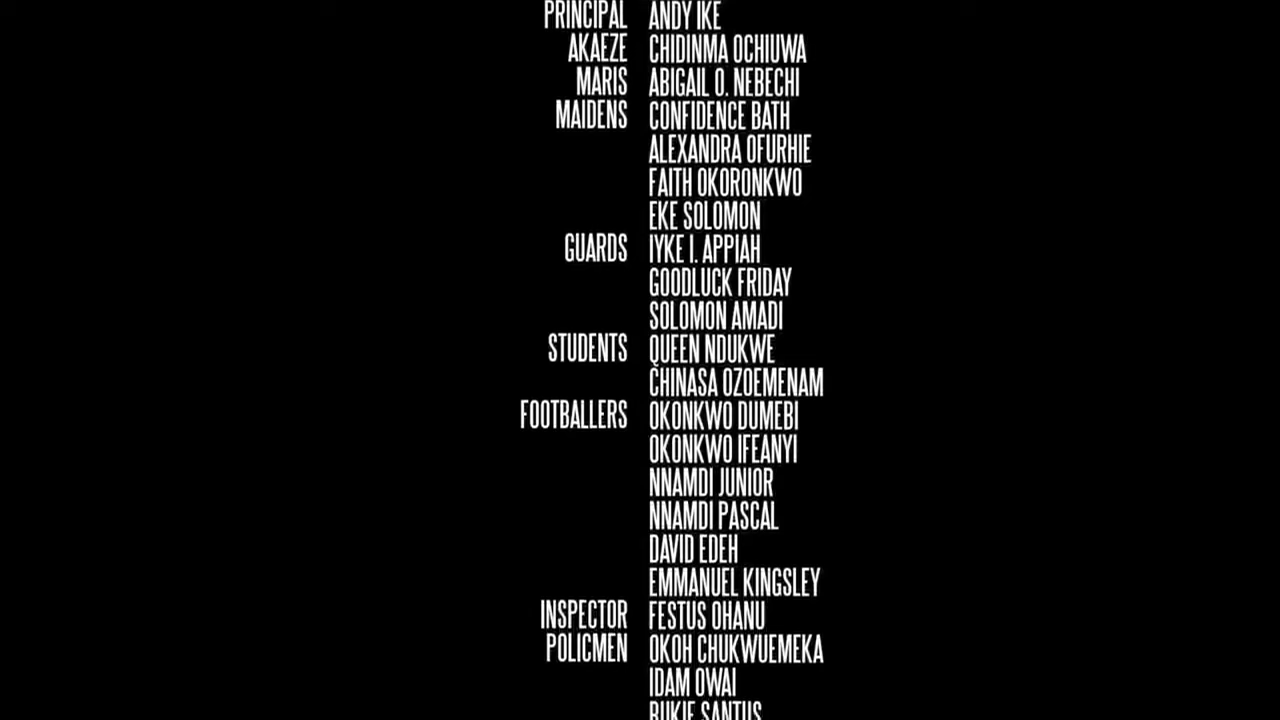 PRINCIPAL ANDY IKE
AKAEZE CHIDINMA OCHIUWA
MARIS ABIGAIL O. NEBECHI
MAIDENS CONFIDENCE BATH
ALEXANDRA OFURHIE
FAITH OKORONKWO
EKE SOLOMON
GUARDS IYKE I. APPIAH
GOODLUCK FRIDAY
SOLOMON AMADI
STUDENTS QUEEN NDUKWE
CHINASA OZOEMENAM
FOOTBALLERS OKONKWO DUMEBI
OKONKWO IFEANYI
NNAMDI JUNIOR
NNAMDI PASCAL
DAVID EDEH
EMMANUEL KINGSLEY
INSPECTOR FESTUS OHANU
POLICMEN OKOH CHUKWUEMEKA
IDAM OWAI
SANTUS